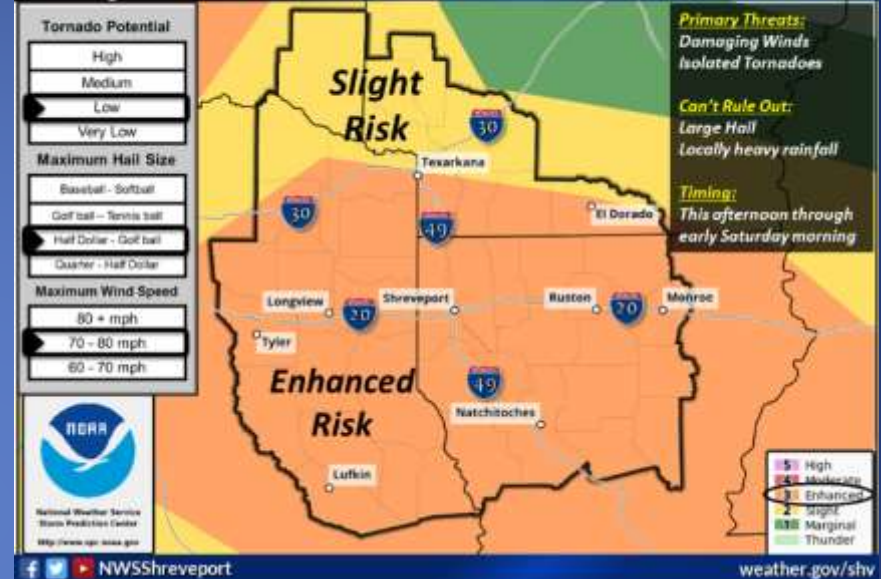 Tornado Potential
High
Medium
Low
Very Low
Maximum Hail Size
Baseball - Softball
Golf ball - Tennis ball
Half Dollar - Golf ball
Quarter - Half Dollar
Maximum Wind Speed
80 + mph
70 - 80 mph
60 - 70 mph
NOAA
National Weather Service
Storm Prediction Center
http://www.spc.noaa.gov
Slight
Risk
30
Texarkana
30
49
El Dorado
Longview
20
Shreveport
Ruston
20
Monroe
Tyler
Enhanced
Risk
49
Natchitoches
Lufkin
Primary Threats:
Damaging Winds
Isolated Tornadoes
Can't Rule Out:
Large Hail
Locally heavy rainfall
Timing:
This afternoon through
early Saturday morning
5 High
4 Moderate
3 Enhanced
2 Slight
1 Marginal
Thunder
NWSShreveport
weather.gov/shv